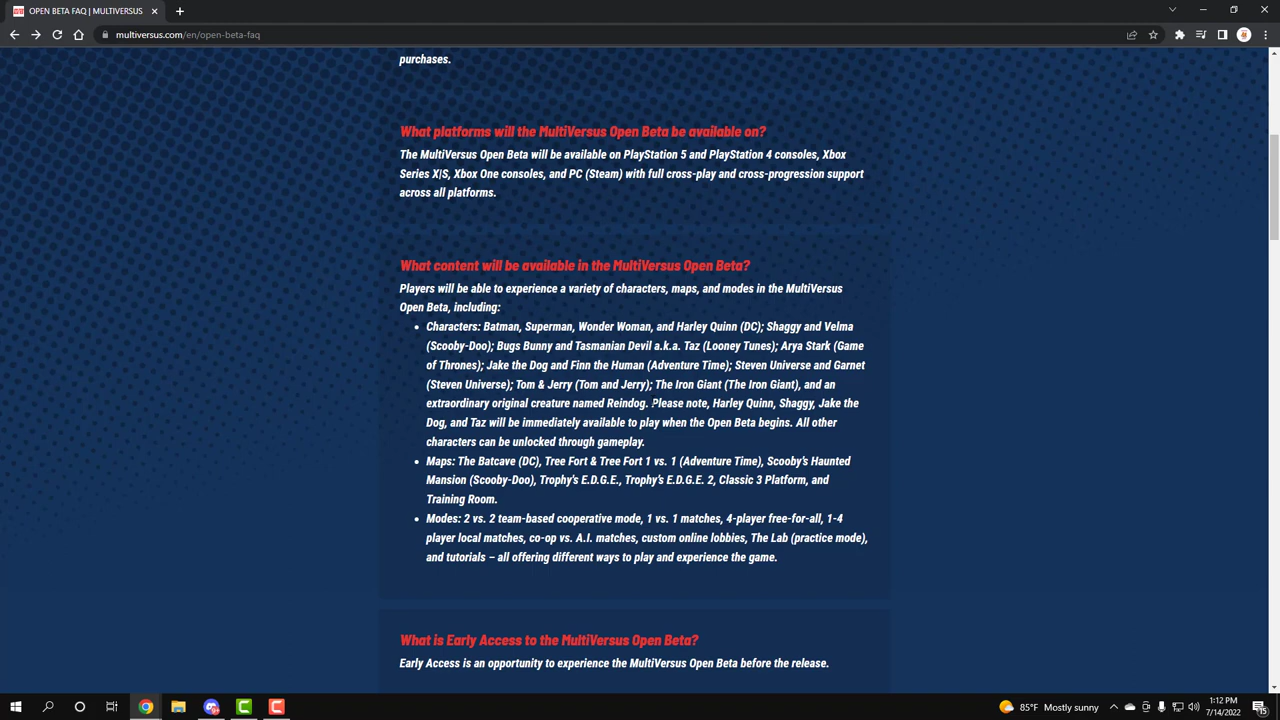 OPEN BETA FAQ | MULTIVERSUS
multiversus.com/en/open-beta-faq
purchases.
What platforms will the MultiVersus Open Beta be available on?
The MultiVersus Open Beta will be available on PlayStation 5 and PlayStation 4 consoles, Xbox
Series X|S, Xbox One consoles, and PC (Steam) with full cross-play and cross-progression support
across all platforms.
What content will be available in the MultiVersus Open Beta?
Players will be able to experience a variety of characters, maps, and modes in the MultiVersus
Open Beta, including:
Characters: Batman, Superman, Wonder Woman, and Harley Quinn (DC); Shaggy and Velma
(Scooby-Doo); Bugs Bunny and Tasmanian Devil a.k.a. Taz (Looney Tunes); Arya Stark (Game
of Thrones); Jake the Dog and Finn the Human (Adventure Time); Steven Universe and Garnet
(Steven Universe); Tom & Jerry (Tom and Jerry); The Iron Giant (The Iron Giant), and an
extraordinary original creature named Reindog. Please note, Harley Quinn, Shaggy, Jake the
Dog, and Taz will be immediately available to play when the Open Beta begins. All other
characters can be unlocked through gameplay.
Maps: The Batcave (DC), Tree Fort & Tree Fort 1 vs. 1 (Adventure Time), Scooby's Haunted
Mansion (Scooby-Doo), Trophy's E.D.G.E., Trophy's E.D.G.E. 2, Classic 3 Platform, and
Training Room.
Modes: 2 vs. 2 team-based cooperative mode, 1 vs. 1 matches, 4-player free-for-all, 1-4
player local matches, co-op vs. A.I. matches, custom online lobbies, The Lab (practice mode),
and tutorials – all offering different ways to play and experience the game.
What is Early Access to the MultiVersus Open Beta?
Early Access is an opportunity to experience the MultiVersus Open Beta before the release.
85°F Mostly sunny
1:12 PM
7/14/2022
15